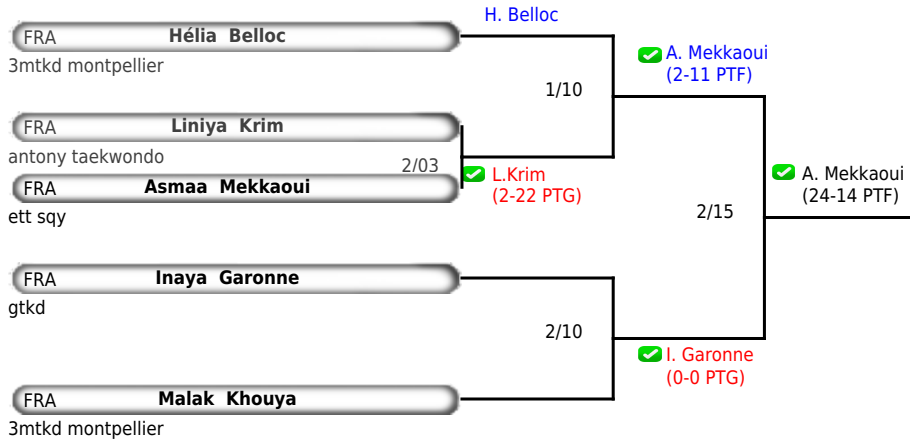 H. Belloc
FRA Hélia Belloc
3mtkd montpellier
A. Mekkaoui
(2-11 PTF)
1/10
FRA Liniya Krim
antony taekwondo
2/03
L.Krim
(2-22 PTG)
FRA Asmaa Mekkaoui
ett sqy
A. Mekkaoui
(24-14 PTF)
2/15
FRA Inaya Garonne
gtkd
2/10
I. Garonne
(0-0 PTG)
FRA Malak Khouya
3mtkd montpellier